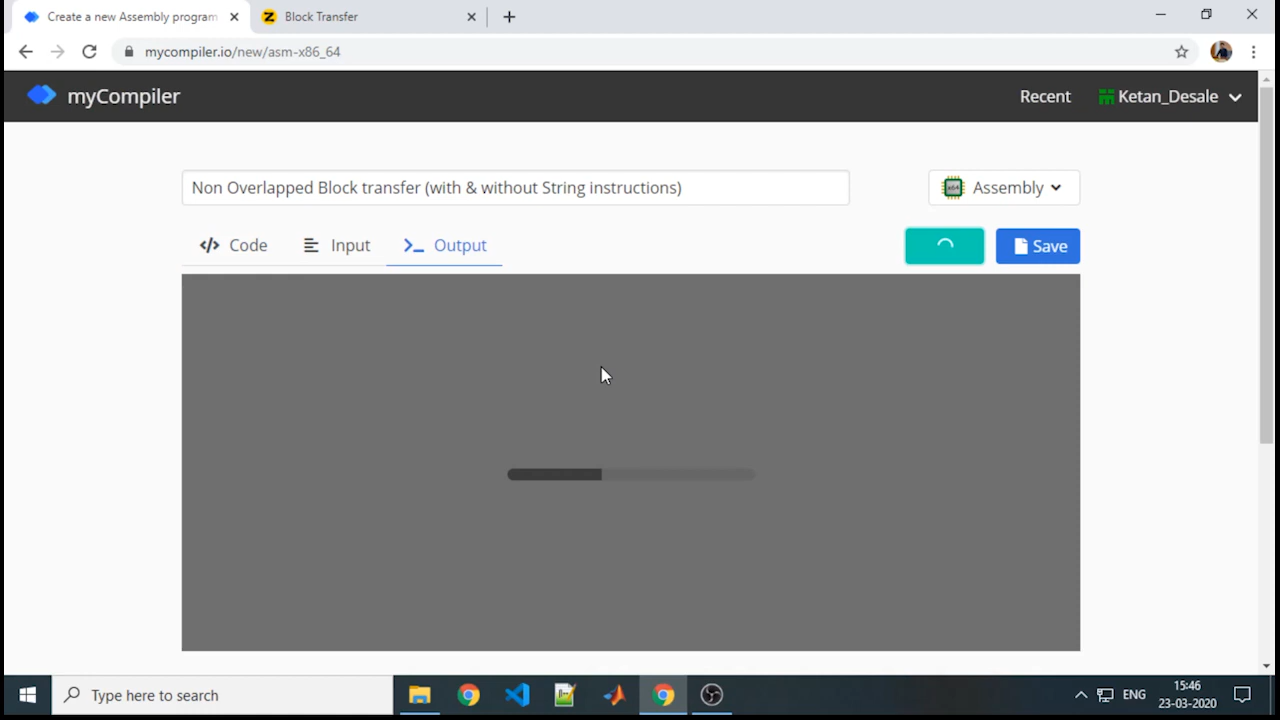 Create a new Assembly program
Block Transfer
mycompiler.io/new/asm-x86_64
myCompiler
Recent
Ketan_Desale
Non Overlapped Block transfer (with & without String instructions)
x64
Assembly
Code
Input
Output
Save
Type here to search
ENG
15:46
23-03-2020